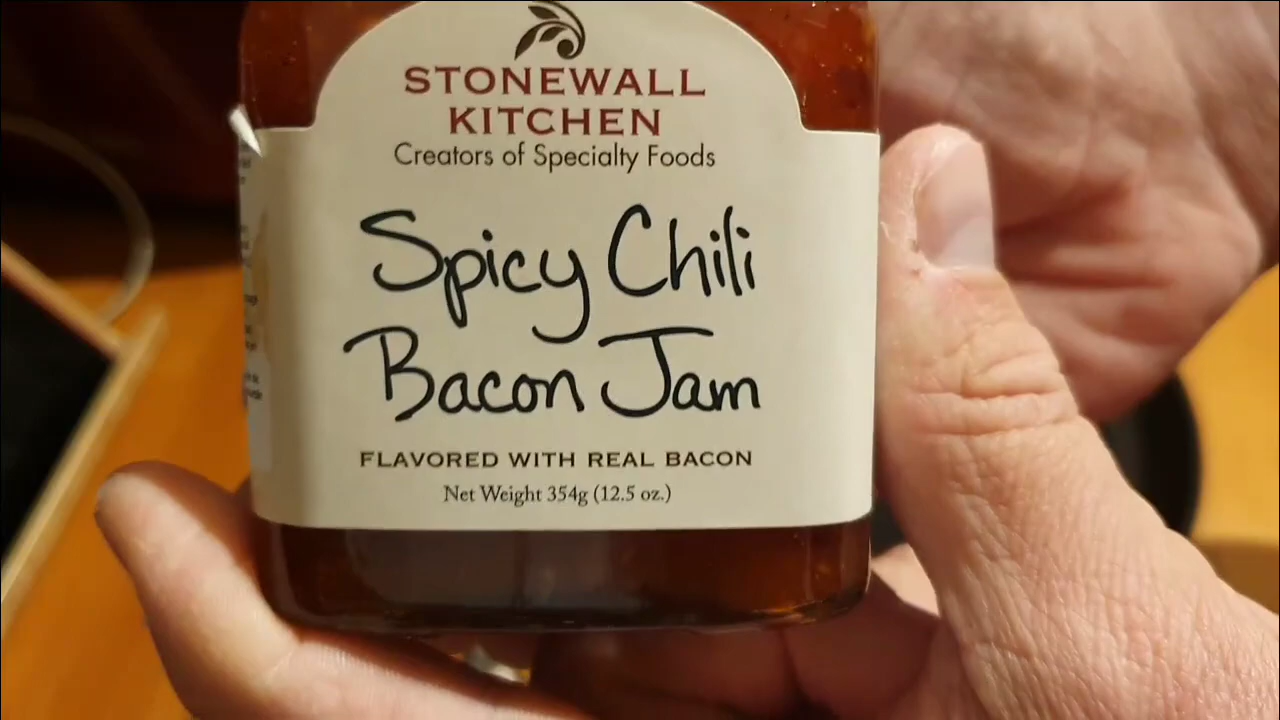 STONEWALL
KITCHEN
Creators of Specialty Foods
Spicy Chili
Bacon Jam
FLAVORED WITH REAL BACON
Net Weight 354g (12.5 oz.)